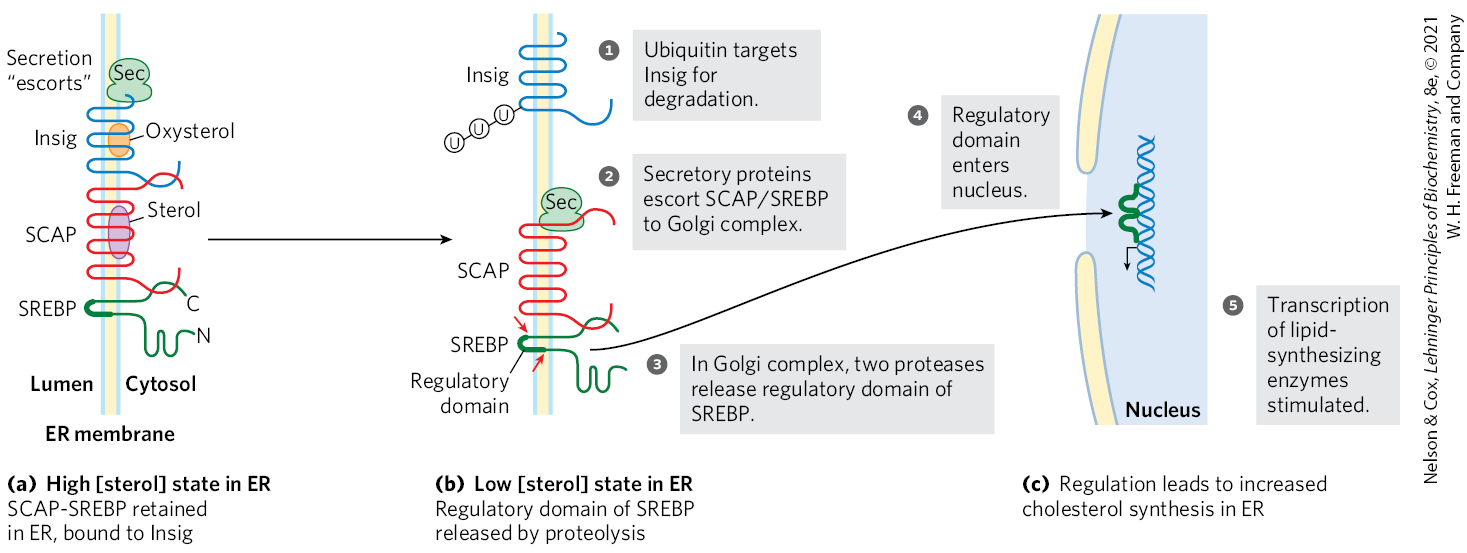 Secretion
“escorts”
Sec
Insig
Oxysterol
Sterol
SCAP
SREBP
C
N
Lumen
Cytosol
ER membrane
(a) High [sterol] state in ER
SCAP-SREBP retained
in ER, bound to Insig
Insig
U
U
U
1
Ubiquitin targets
Insig for
degradation.
2
Secretory proteins
escort SCAP/SREBP
to Golgi complex.
Sec
SCAP
SREBP
Regulatory
domain
3
In Golgi complex, two proteases
release regulatory domain of
SREBP.
(b) Low [sterol] state in ER
Regulatory domain of SREBP
released by proteolysis
4
Regulatory
domain
enters
nucleus.
Nucleus
5
Transcription
of lipid-
synthesizing
enzymes
stimulated.
(c) Regulation leads to increased
cholesterol synthesis in ER
Nelson & Cox, Lehninger Principles of Biochemistry, 8e, © 2021
W. H. Freeman and Company